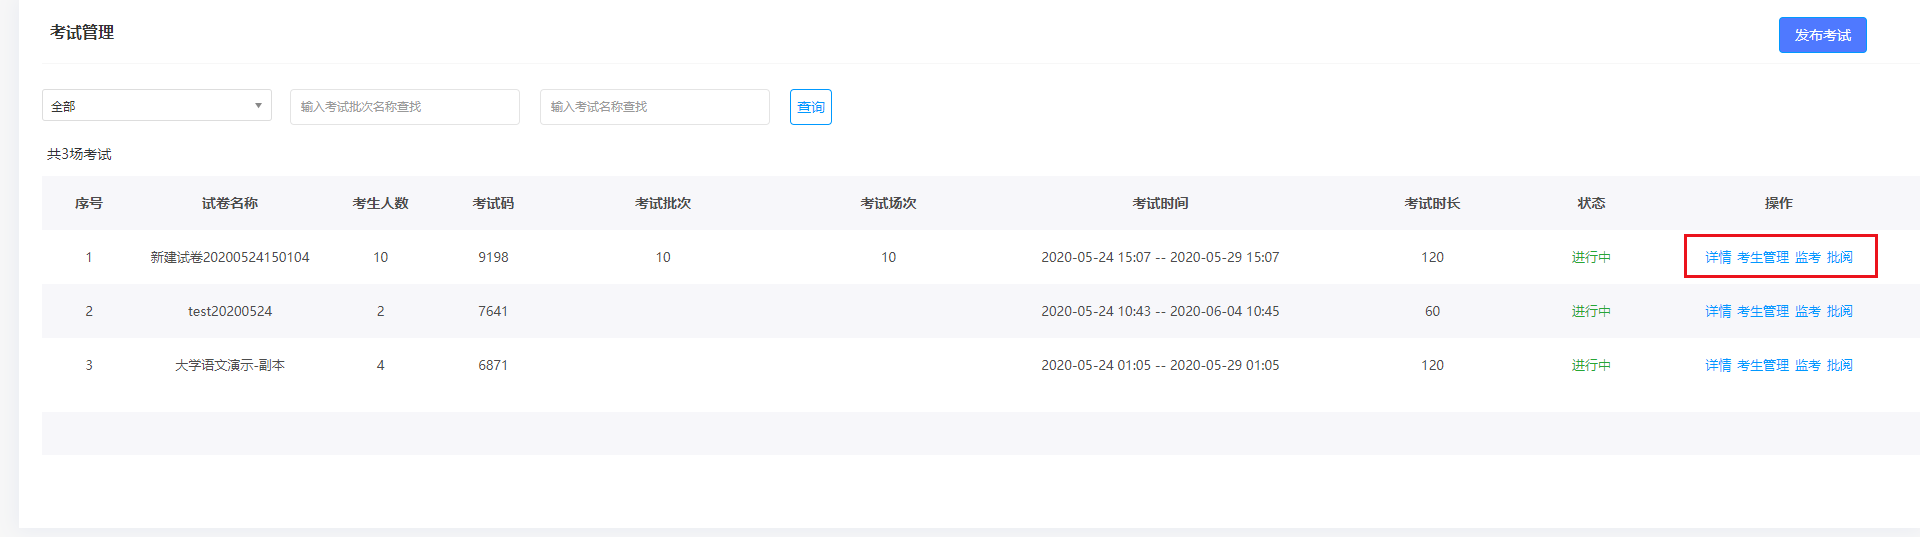 考试管理 发布考试
全部 输入考试批次名称查找 输入考试名称查找 查询
共3场考试
序号 试卷名称 考生人数 考试码 考试批次 考试场次 考试时间 考试时长 状态 操作
1 新建试卷20200524150104 10 9198 10 10 2020-05-24 15:07 -- 2020-05-29 15:07 120 进行中 详情 考生管理 监考 批阅
2 test20200524 2 7641 2020-05-24 10:43 -- 2020-06-04 10:45 60 进行中 详情 考生管理 监考 批阅
3 大学语文演示-副本 4 6871 2020-05-24 01:05 -- 2020-05-29 01:05 120 进行中 详情 考生管理 监考 批阅